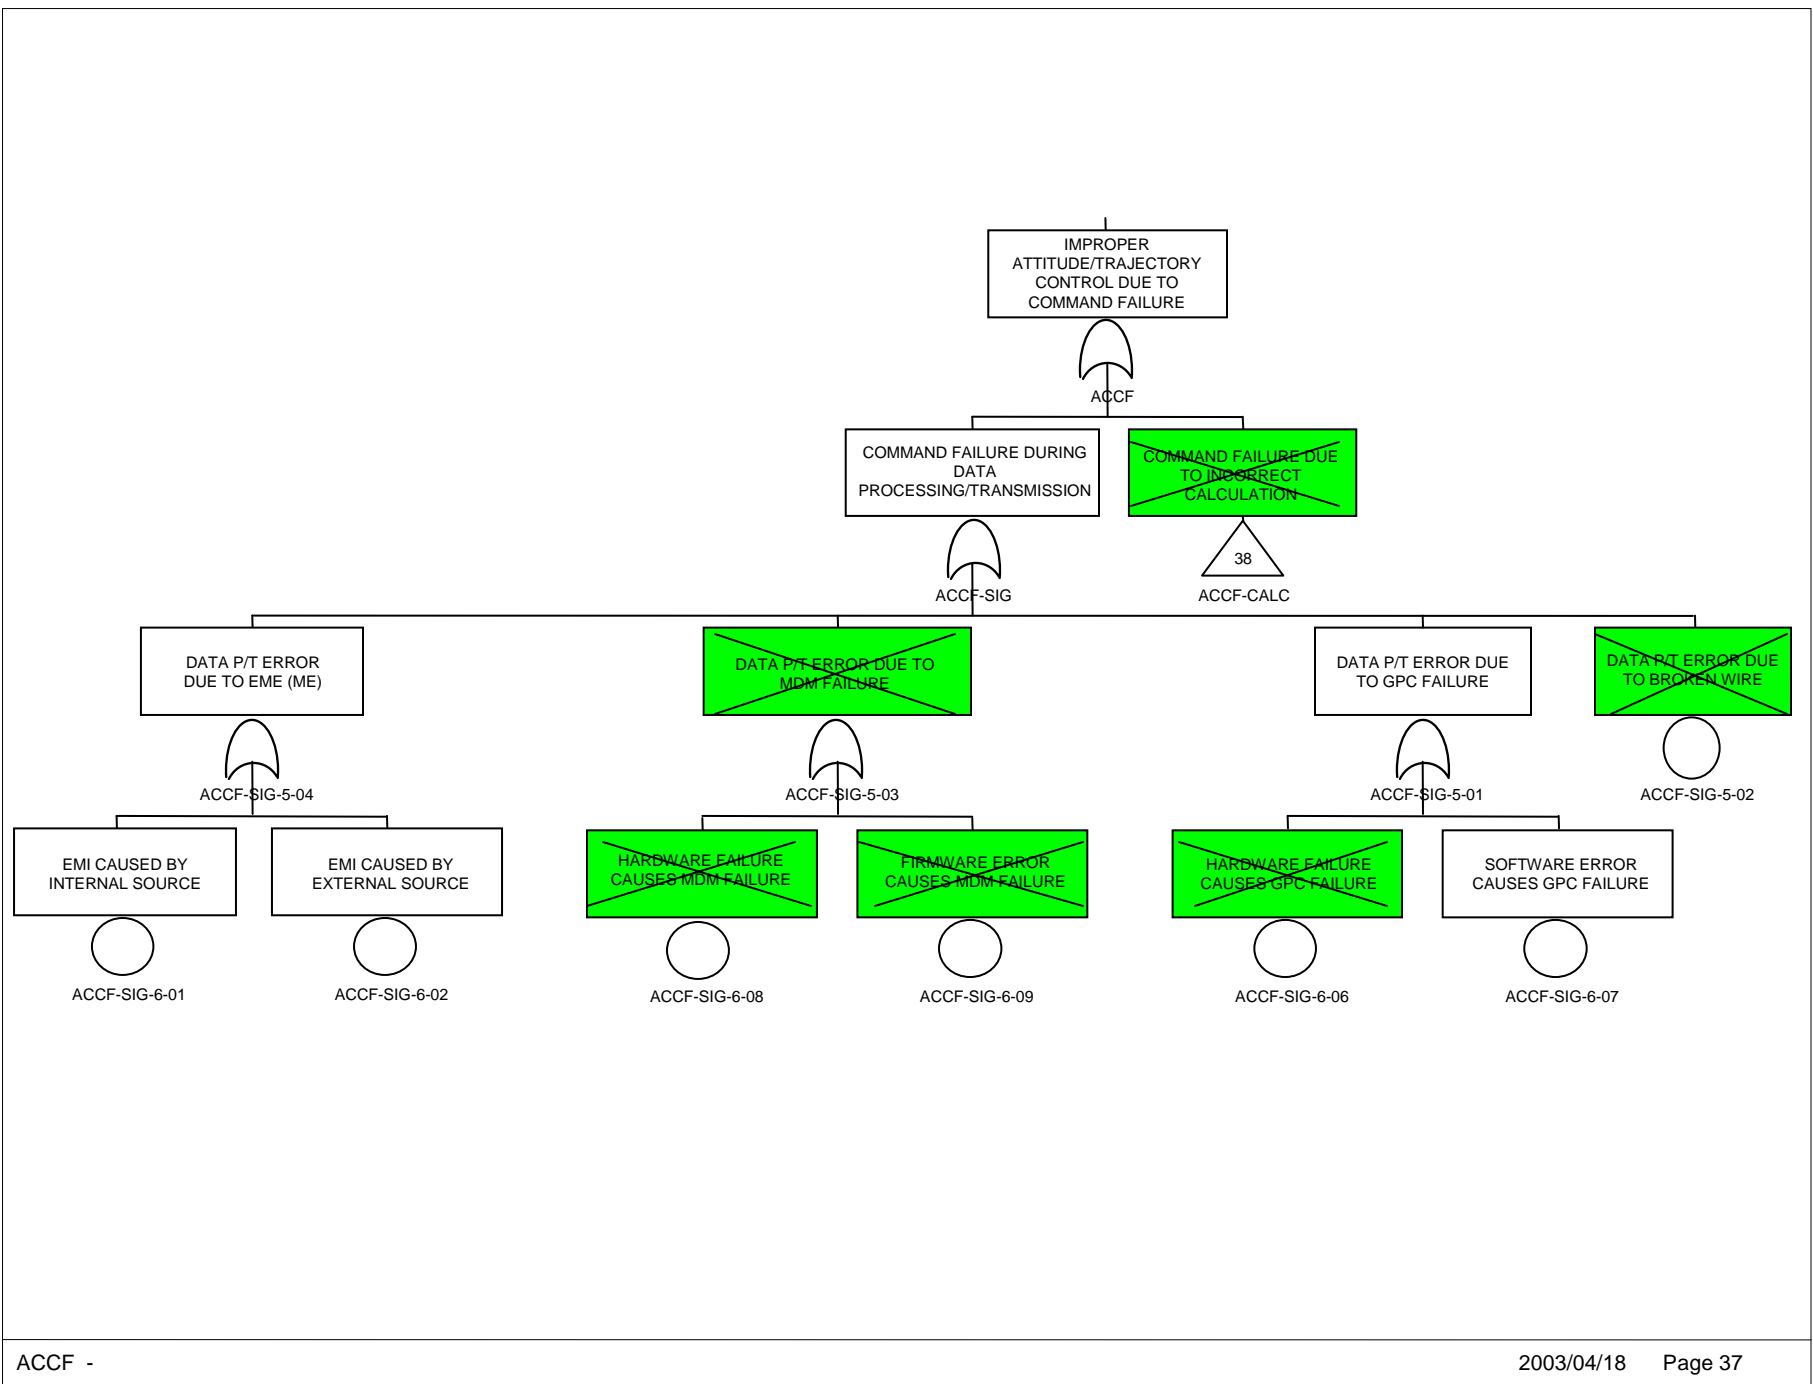 IMPROPER
ATTITUDE/TRAJECTORY
CONTROL DUE TO
COMMAND FAILURE
ACCF
COMMAND FAILURE DURING
DATA
PROCESSING/TRANSMISSION
COMMAND FAILURE DUE
TO INCORRECT
CALCULATION
38
ACCF-SIG
ACCF-CALC
DATA P/T ERROR
DUE TO EME (ME)
DATA P/T ERROR DUE TO
MDM FAILURE
DATA P/T ERROR DUE
TO GPC FAILURE
DATA P/T ERROR DUE
TO BROKEN WIRE
ACCF-SIG-5-04
ACCF-SIG-5-03
ACCF-SIG-5-01
ACCF-SIG-5-02
EMI CAUSED BY
INTERNAL SOURCE
EMI CAUSED BY
EXTERNAL SOURCE
HARDWARE FAILURE
CAUSES MDM FAILURE
FIRMWARE ERROR
CAUSES MDM FAILURE
HARDWARE FAILURE
CAUSES GPC FAILURE
SOFTWARE ERROR
CAUSES GPC FAILURE
ACCF-SIG-6-01
ACCF-SIG-6-02
ACCF-SIG-6-08
ACCF-SIG-6-09
ACCF-SIG-6-06
ACCF-SIG-6-07
ACCF -
2003/04/18 Page 37